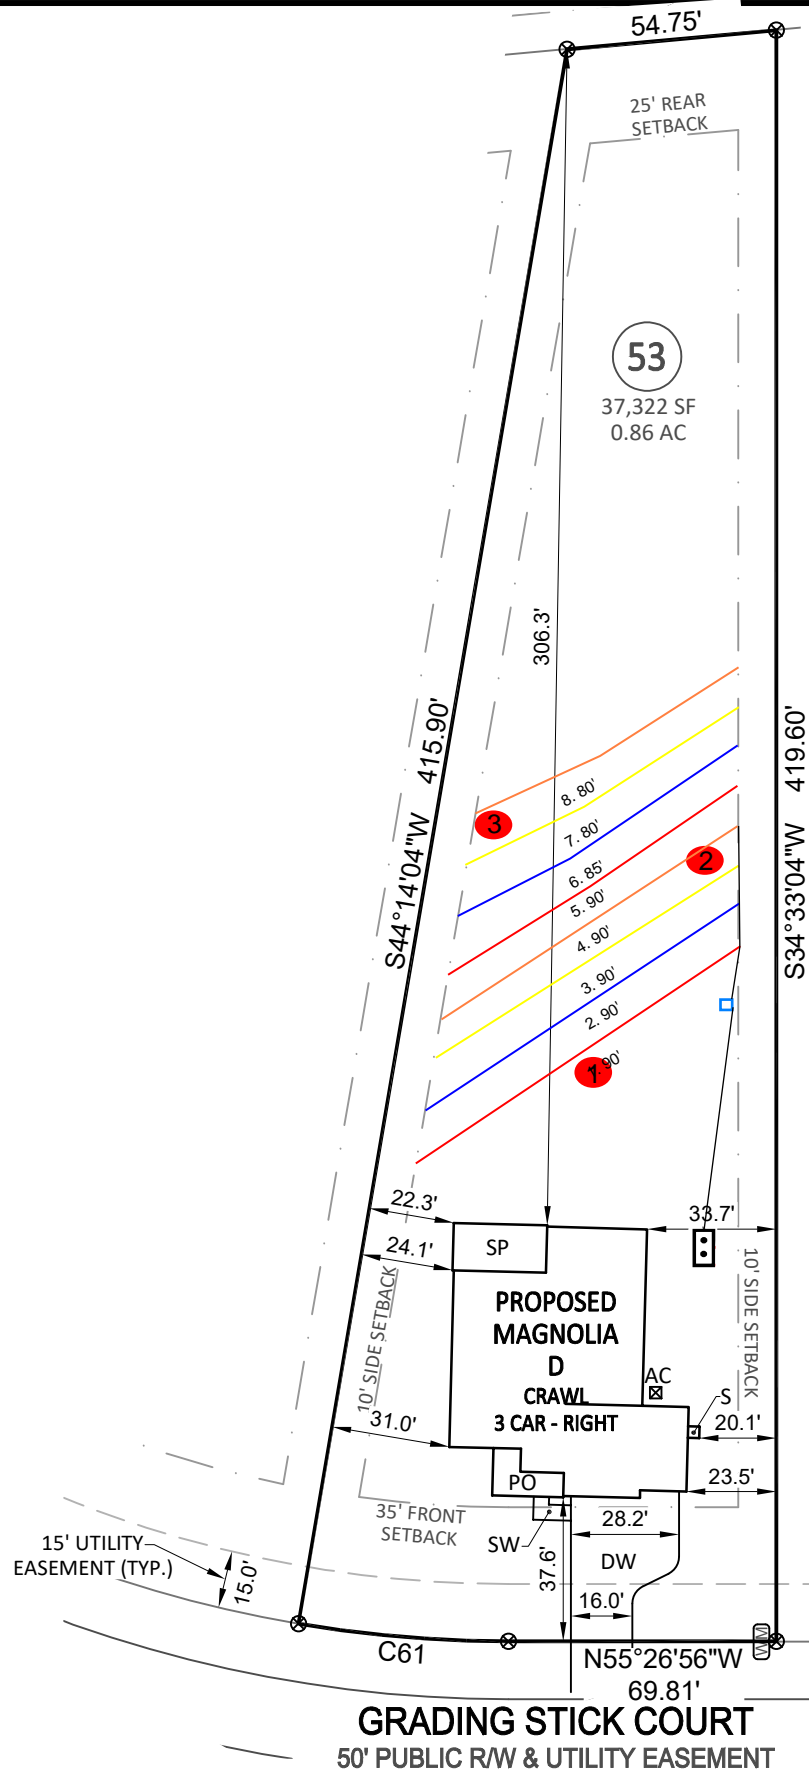 54.75'
25' REAR
SETBACK
53
37,322 SF
0.86 AC
306.3'
S44°14'04"W 415.90'
S34°33'04"W 419.60'
8. 80'
3
7. 80'
2
6. 85'
5. 90'
4. 90'
3. 90'
2. 90'
90'
1
22.3'
33.7'
24.1'
SP
10' SIDE SETBACK
10' SIDE SETBACK
PROPOSED
MAGNOLIA
D
CRAWL
3 CAR - RIGHT
AC
S
31.0'
20.1'
23.5'
PO
35' FRONT
SETBACK
SW
28.2'
DW
37.6'
16.0'
15' UTILITY
EASEMENT (TYP.)
15.0'
C61
N55°26'56"W
69.81'
WM
GRADING STICK COURT
50' PUBLIC R/W & UTILITY EASEMENT